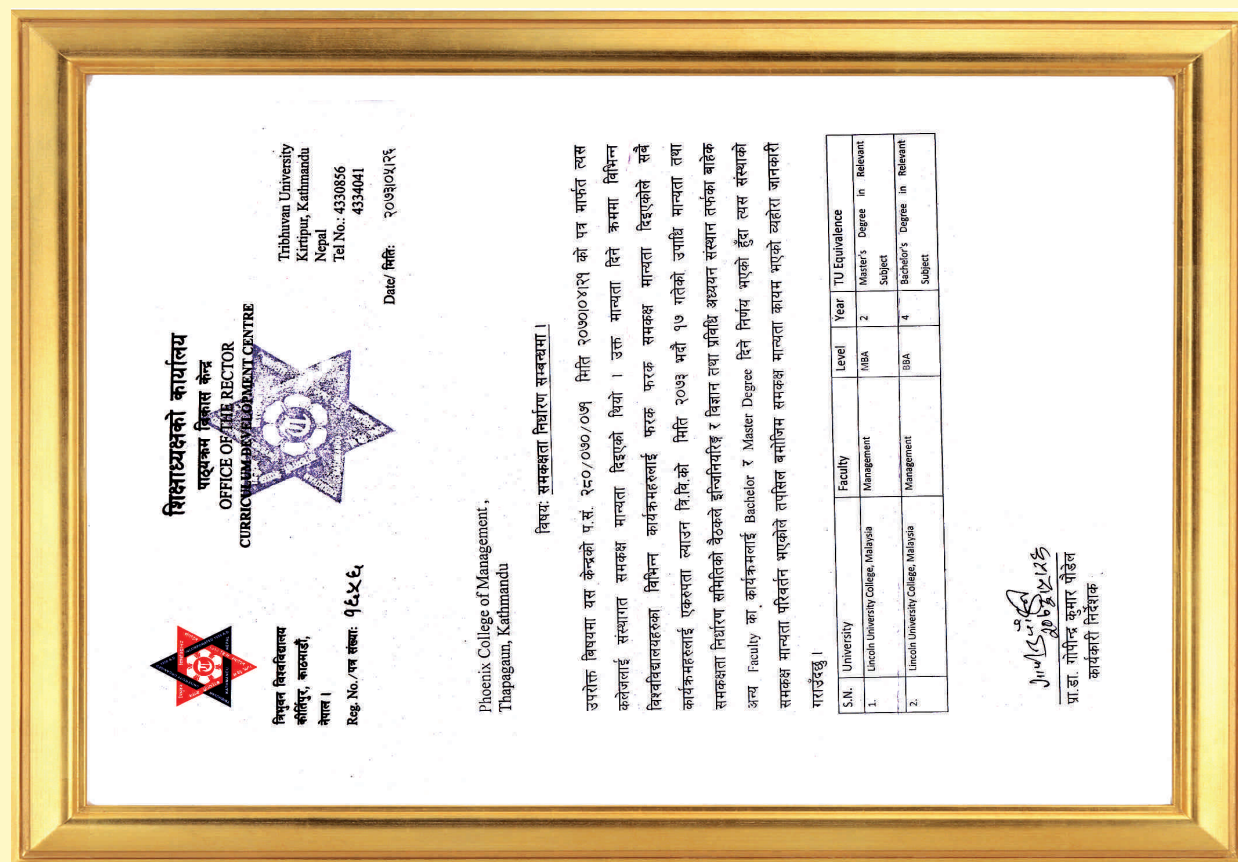 शिक्षाध्यक्षको कार्यालय
पाठ्यक्रम विकास केन्द्र
OFFICE OF THE RECTOR
CURRICULUM DEVELOPMENT CENTRE
त्रिभुवन विश्वविद्यालय
कीर्तिपुर, काठमाडौं,
नेपाल ।
Reg. No./पत्र संख्याः १६५६
Tribhuvan University
Kirtipur, Kathmandu
Nepal
Tel No.: 4330856
4334041
Date/ मितिः २०७३।०५।२६
Phoenix College of Management,
Thapagaun, Kathmandu
विषयः समकक्षता निर्धारण सम्बन्धमा ।
उपरोक्त विषयमा यस केन्द्रको प.सं. २८०/०७०/०७१ मिति २०७०।०४।२१ को पत्र मार्फत त्यस
कलेजलाई संस्थागत समकक्ष मान्यता दिइएको थियो । उक्त मान्यता दिने क्रममा विभिन्न
विश्वविद्यालयहरुका विभिन्न कार्यक्रमहरुलाई फरक फरक समकक्ष मान्यता दिइएकोले सबै
कार्यक्रमहरुलाई एकरुपता ल्याउन त्रि.वि.को मिति २०७३ भदौ १७ गतेको उपाधि मान्यता तथा
समकक्षता निर्धारण समितिको बैठकले इन्जिनियरिङ्ग र विज्ञान तथा प्रविधि अध्ययन संस्थान तर्फका बाहेक
अन्य Faculty का कार्यक्रमलाई Bachelor र Master Degree दिने निर्णय भएको हुँदा त्यस संस्थाको
समकक्ष मान्यता परिवर्तन भएकोले तपसिल बमोजिम समकक्ष मान्यता कायम भएको व्यहोरा जानकारी
गराउँदछु ।
S.N. University Faculty Level Year TU Equivalence
1. Lincoln University College, Malaysia Management MBA 2 Master's Degree in Relevant
Subject
2. Lincoln University College, Malaysia Management BBA 4 Bachelor's Degree in Relevant
Subject
प्रा.डा. गोपीन्द्र कुमार पौडेल
कार्यकारी निर्देशक